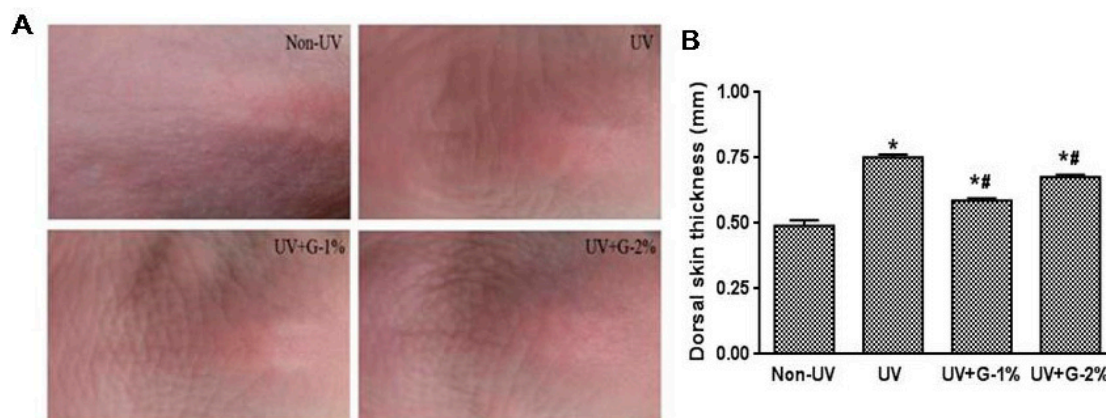 A
Non-UV
UV
UV+G-1%
UV+G-2%
B
Dorsal skin thickness (mm)
1.00
0.75
0.50
0.25
0.00
*
*#
*#
Non-UV UV UV+G-1% UV+G-2%